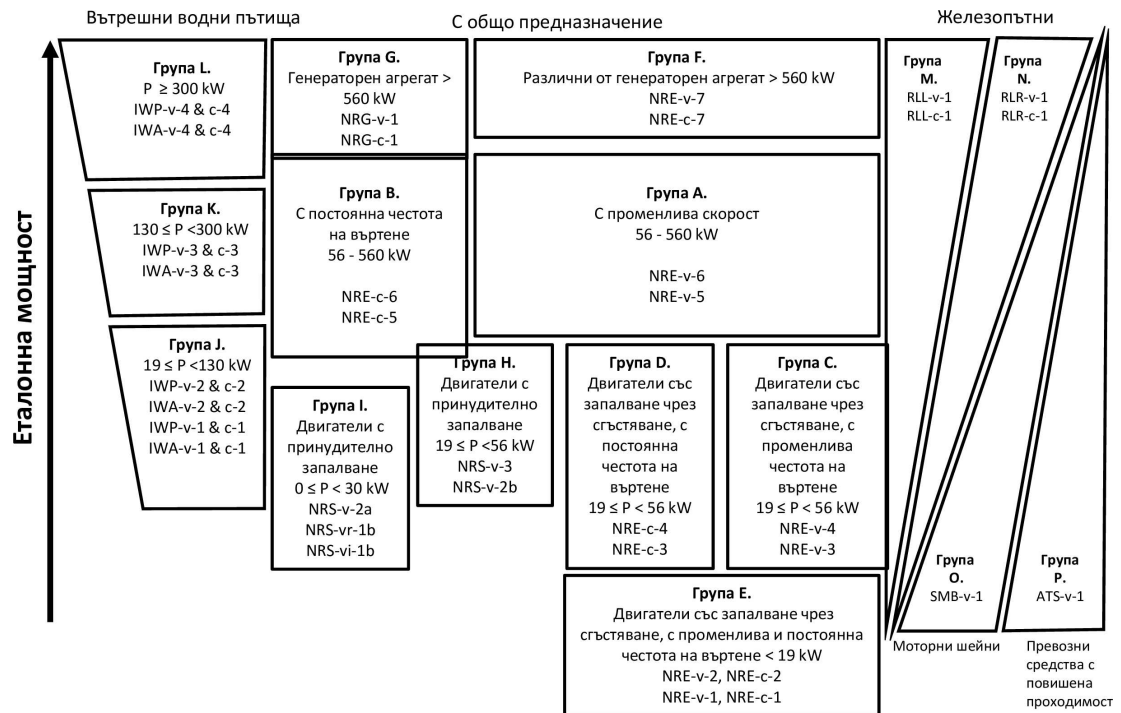 Вътрешни водни пътища
С общо предназначение
Железопътни
Еталонна мощност
Група L.
P ≥ 300 kW
IWP-v-4 & c-4
IWA-v-4 & c-4
Група K.
130 ≤ P <300 kW
IWP-v-3 & c-3
IWA-v-3 & c-3
Група J.
19 ≤ P <130 kW
IWP-v-2 & c-2
IWA-v-2 & c-2
IWP-v-1 & c-1
IWA-v-1 & c-1
Група G.
Генераторен агрегат >
560 kW
NRG-v-1
NRG-c-1
Група F.
Различни от генераторен агрегат > 560 kW
NRE-v-7
NRE-c-7
Група B.
С постоянна честота
на въртене
56 - 560 kW
NRE-c-6
NRE-c-5
Група A.
С променлива скорост
56 - 560 kW
NRE-v-6
NRE-v-5
Група I.
Двигатели с
принудително
запалване
0 ≤ P < 30 kW
NRS-v-2a
NRS-vr-1b
NRS-vi-1b
Група H.
Двигатели с
принудително
запалване
19 ≤ P <56 kW
NRS-v-3
NRS-v-2b
Група D.
Двигатели със
запалване чрез
сгъстяване, с
постоянна
честота на
въртене
19 ≤ P < 56 kW
NRE-c-4
NRE-c-3
Група C.
Двигатели със
запалване чрез
сгъстяване, с
променлива
честота на
въртене
19 ≤ P < 56 kW
NRE-v-4
NRE-v-3
Група E.
Двигатели със запалване чрез
сгъстяване, с променлива и постоянна
честота на въртене < 19 kW
NRE-v-2, NRE-c-2
NRE-v-1, NRE-c-1
Група
M.
RLL-v-1
RLL-c-1
Група
N.
RLR-v-1
RLR-c-1
Група
O.
SMB-v-1
Група
P.
ATS-v-1
Моторни шейни
Превозни
средства с
повишена
проходимост